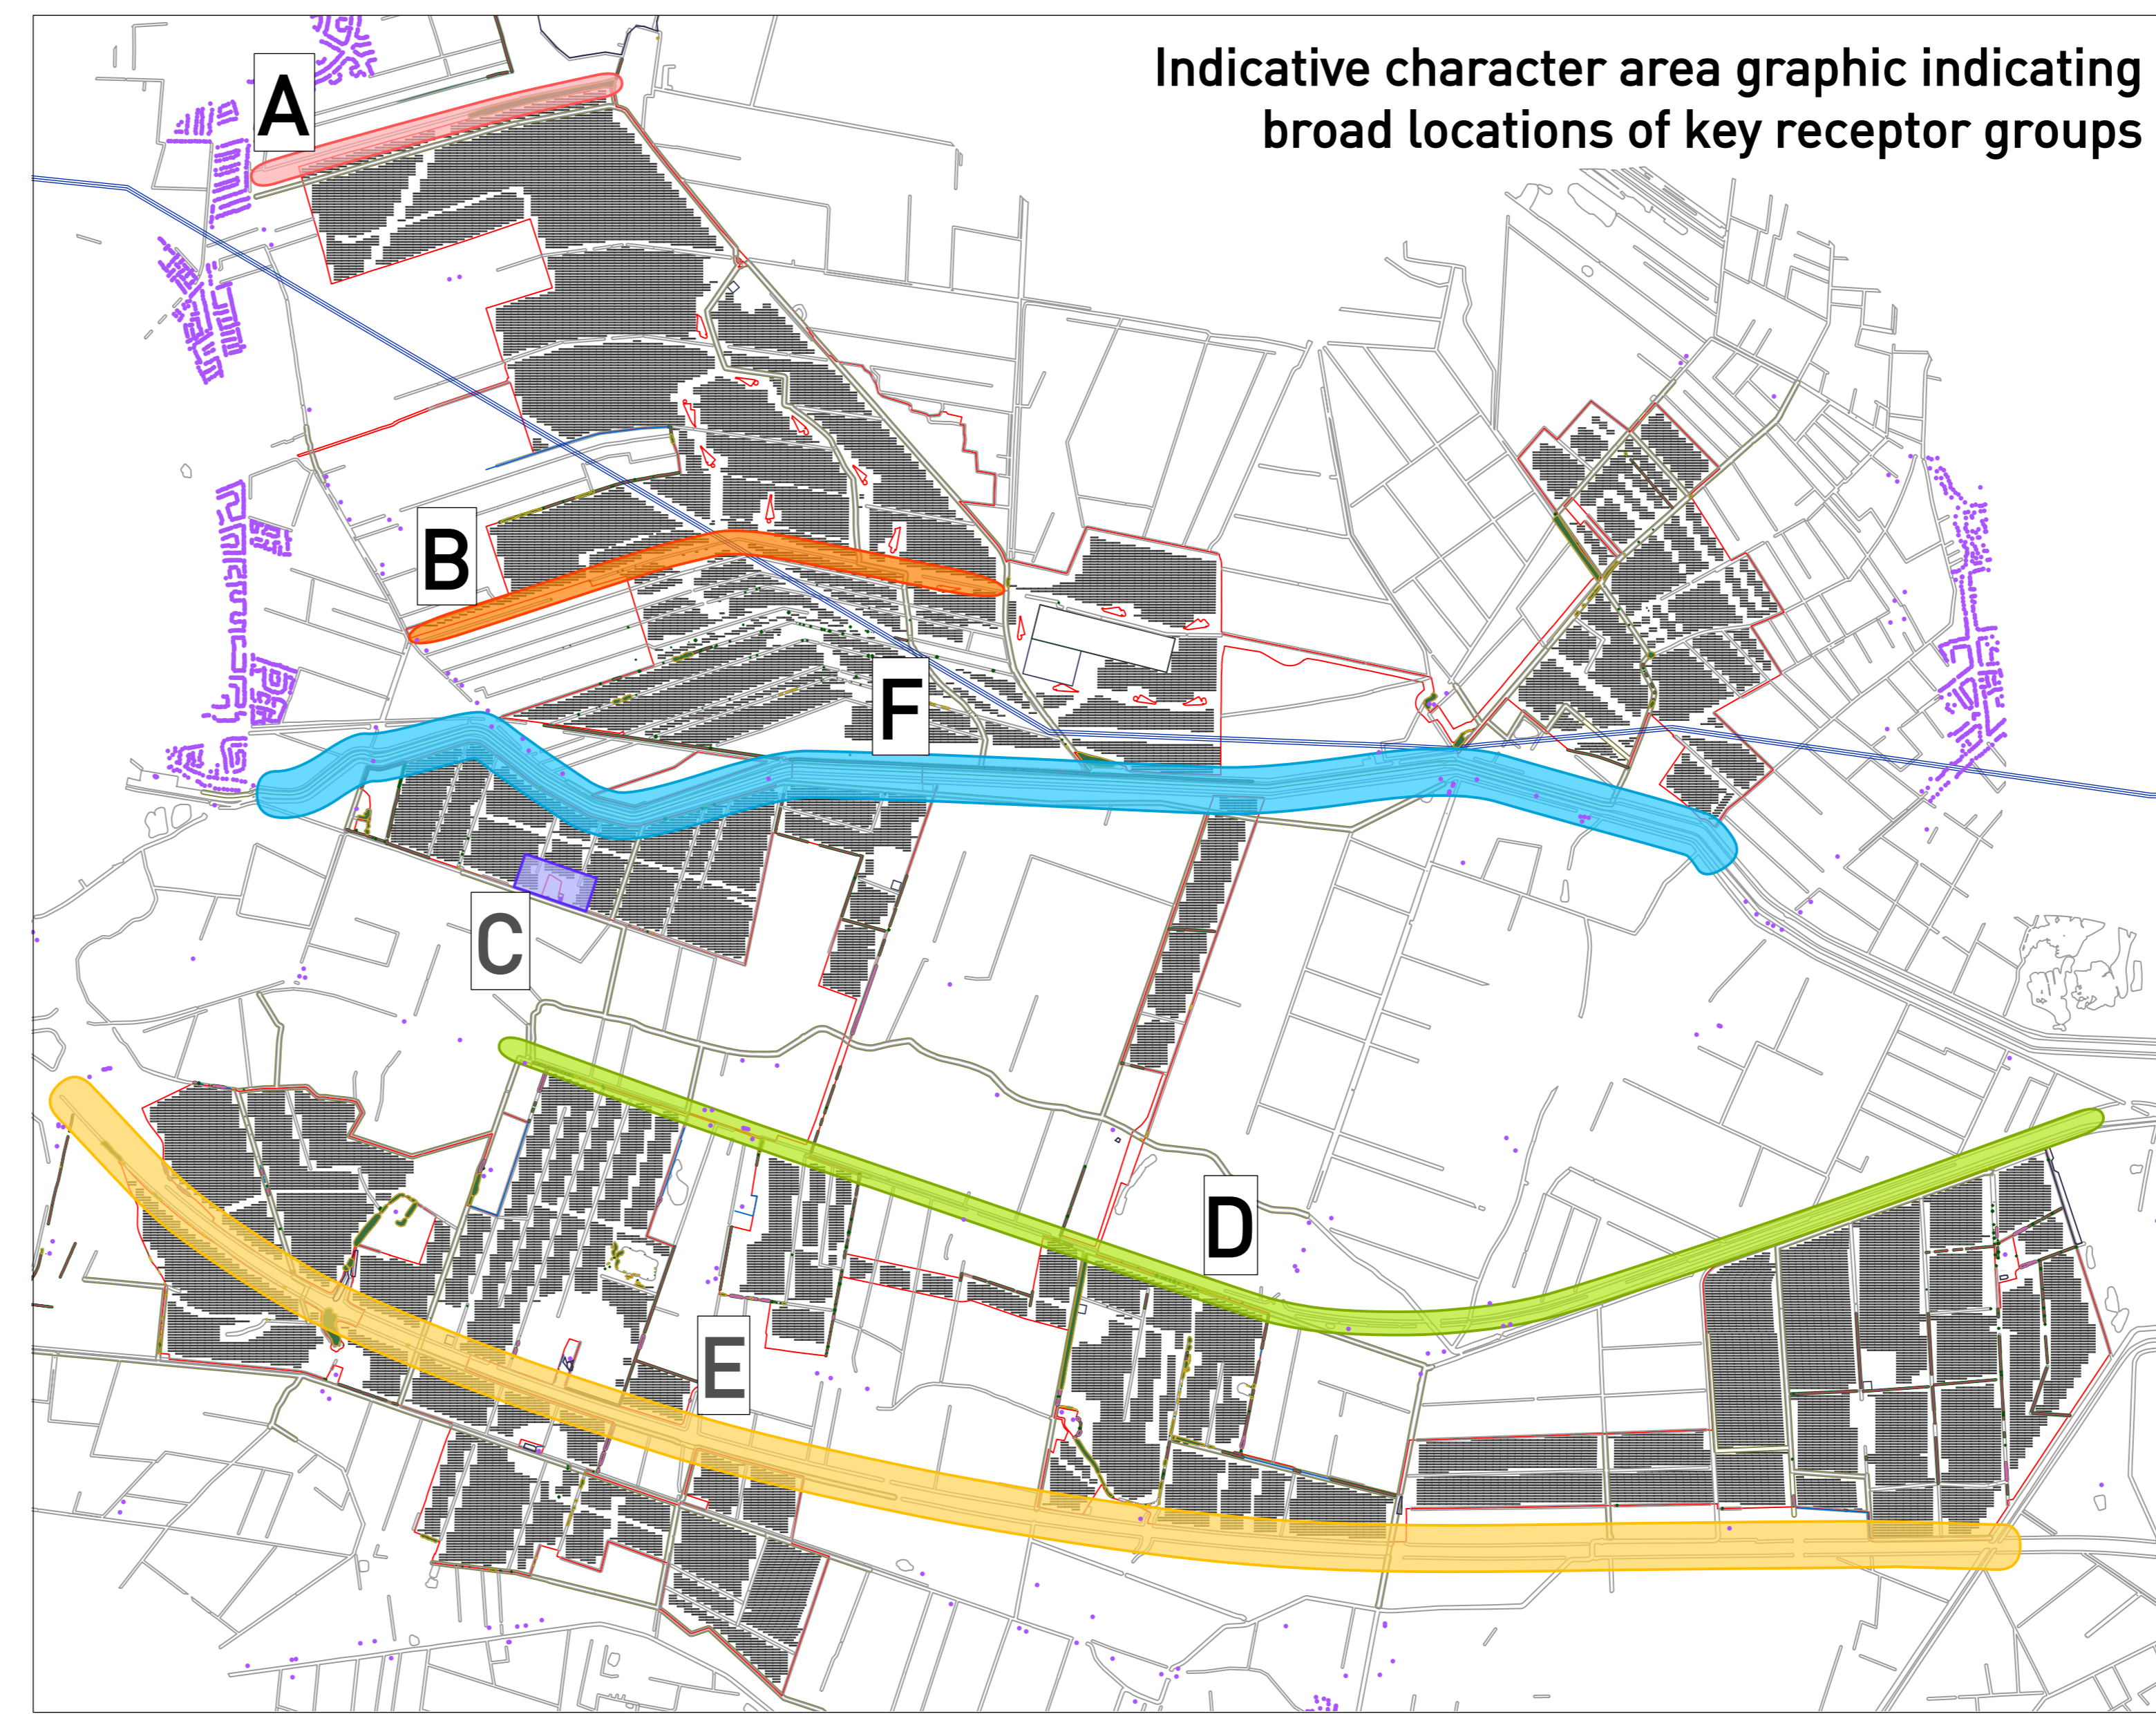 Indicative character area graphic indicating
broad locations of key receptor groups
A
B
F
C
D
E